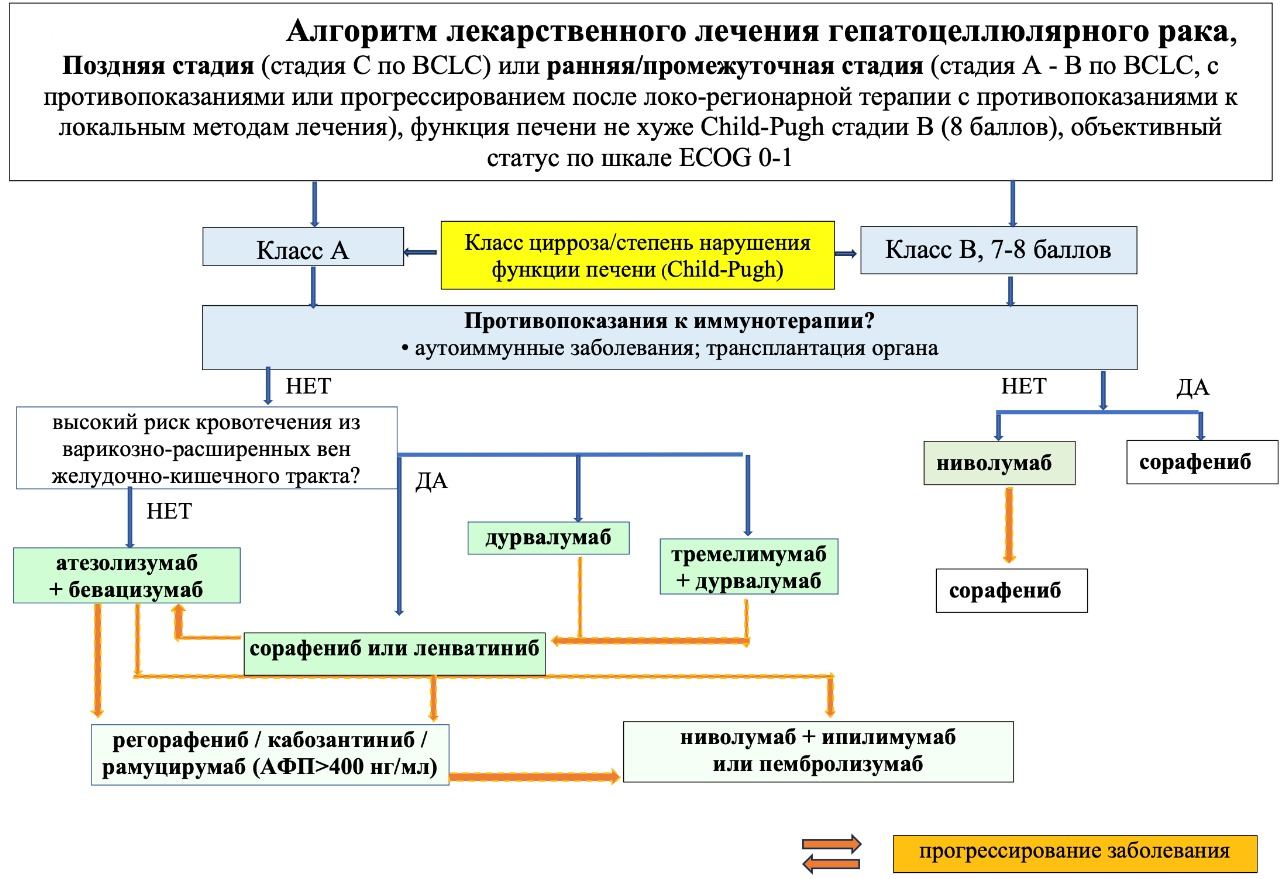 Алгоритм лекарственного лечения гепатоцеллюлярного рака,
Поздняя стадия (стадия С по BCLC) или ранняя/промежуточная стадия (стадия А - В по BCLC, с
противопоказаниями или прогрессированием после локо-регионарной терапии с противопоказаниями к
локальным методам лечения), функция печени не хуже Child-Pugh стадии В (8 баллов), объективный
статус по шкале ECOG 0-1
Класс А
Класс цирроза/степень нарушения
функции печени (Child-Pugh)
Класс В, 7-8 баллов
Противопоказания к иммунотерапии?
• аутоиммунные заболевания; трансплантация органа
НЕТ
НЕТ
ДА
высокий риск кровотечения из
варикозно-расширенных вен
желудочно-кишечного тракта?
ниволумаб
сорафениб
ДА
НЕТ
дурвалумаб
тремелимумаб
+ дурвалумаб
атезолизумаб
+ бевацизумаб
сорафениб
сорафениб или ленватиниб
регорафениб / кабозантиниб /
рамуцирумаб (АФП>400 нг/мл)
ниволумаб + ипилимумаб
или пембролизумаб
прогрессирование заболевания